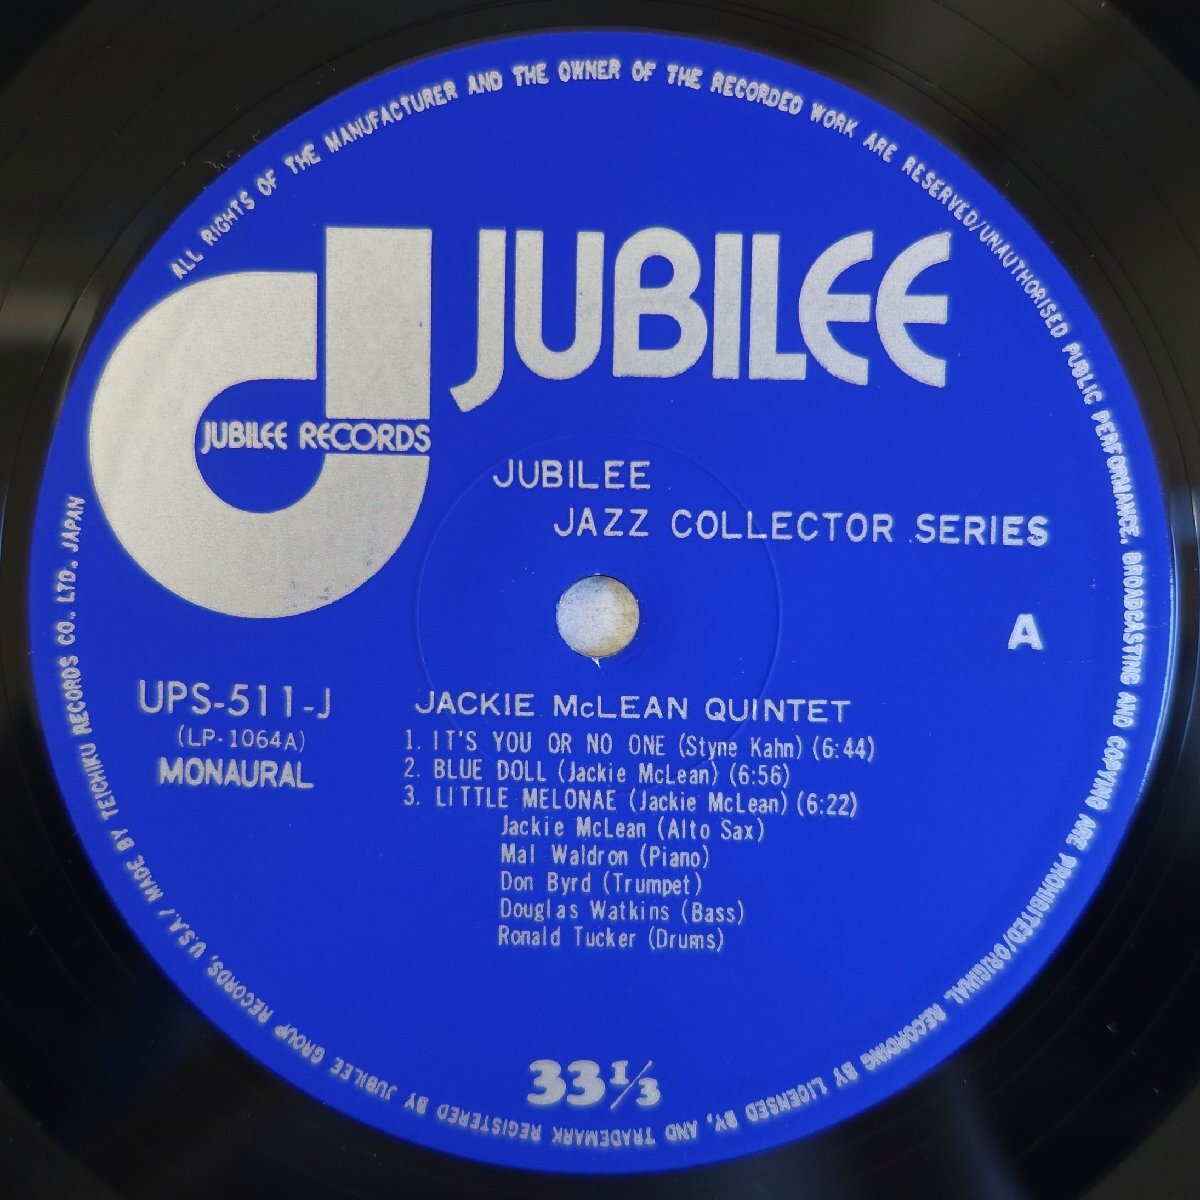 ALL RIGHTS OF THE MANUFACTURER AND THE OWNER OF THE RECORDED WORK ARE RESERVED/UNAUTHORISED PUBLIC PERFORMANCE, BROADCASTING AND COPYING ARE PROHIBITED/ORIGINAL RECORDING BY LICENSED BY, AND TRADEMARK REGISTERED BY JUBILEE GROUP RECORDS, U.S.A./MADE BY TEICHIKU RECORDS CO., LTD., JAPAN
JUBILEE
JUBILEE RECORDS
JUBILEE
JAZZ COLLECTOR SERIES
A
UPS-511-J
(LP-1064A)
MONAURAL
JACKIE McLEAN QUINTET
1. IT'S YOU OR NO ONE (Styne Kahn) (6:44)
2. BLUE DOLL (Jackie McLean) (6:56)
3. LITTLE MELONAE (Jackie McLean) (6:22)
Jackie McLean (Alto Sax)
Mal Waldron (Piano)
Don Byrd (Trumpet)
Douglas Watkins (Bass)
Ronald Tucker (Drums)
33 1/3